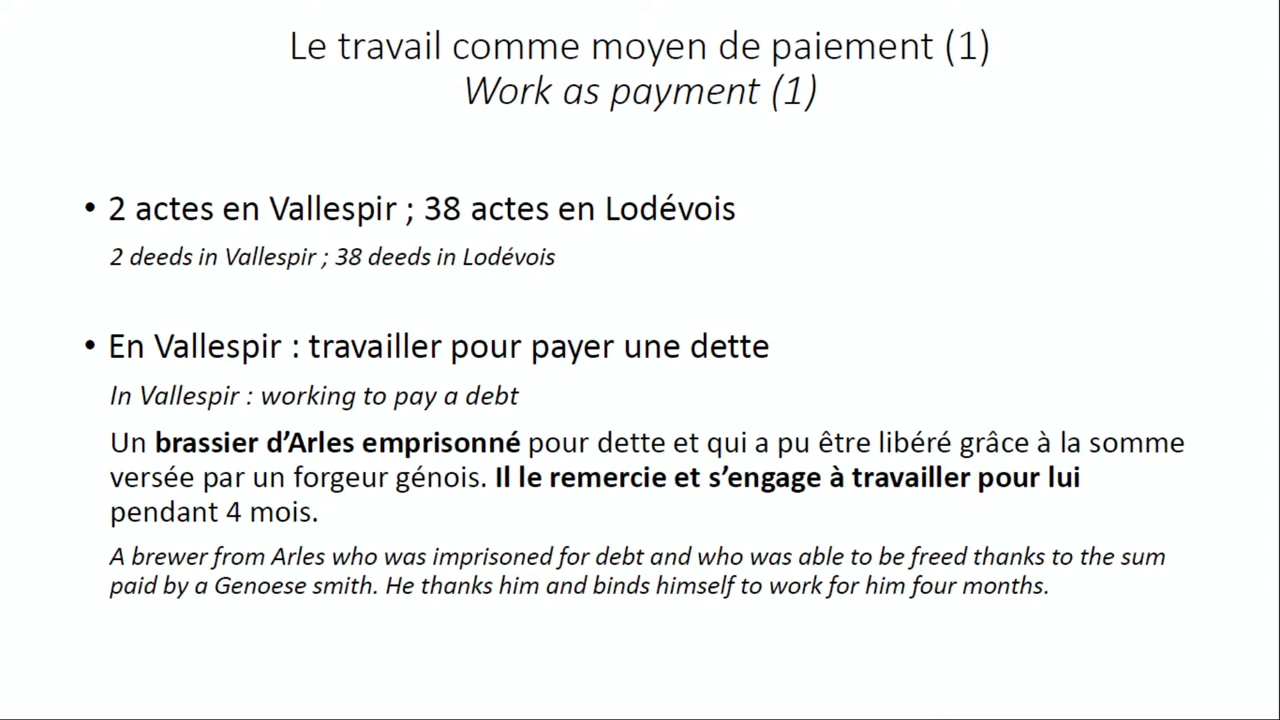 Le travail comme moyen de paiement (1)
Work as payment (1)
• 2 actes en Vallespir ; 38 actes en Lodévois
2 deeds in Vallespir ; 38 deeds in Lodévois
• En Vallespir : travailler pour payer une dette
In Vallespir : working to pay a debt
Un brassier d’Arles emprisonné pour dette et qui a pu être libéré grâce à la somme
versée par un forgeur génois. Il le remercie et s’engage à travailler pour lui
pendant 4 mois.
A brewer from Arles who was imprisoned for debt and who was able to be freed thanks to the sum
paid by a Genoese smith. He thanks him and binds himself to work for him four months.